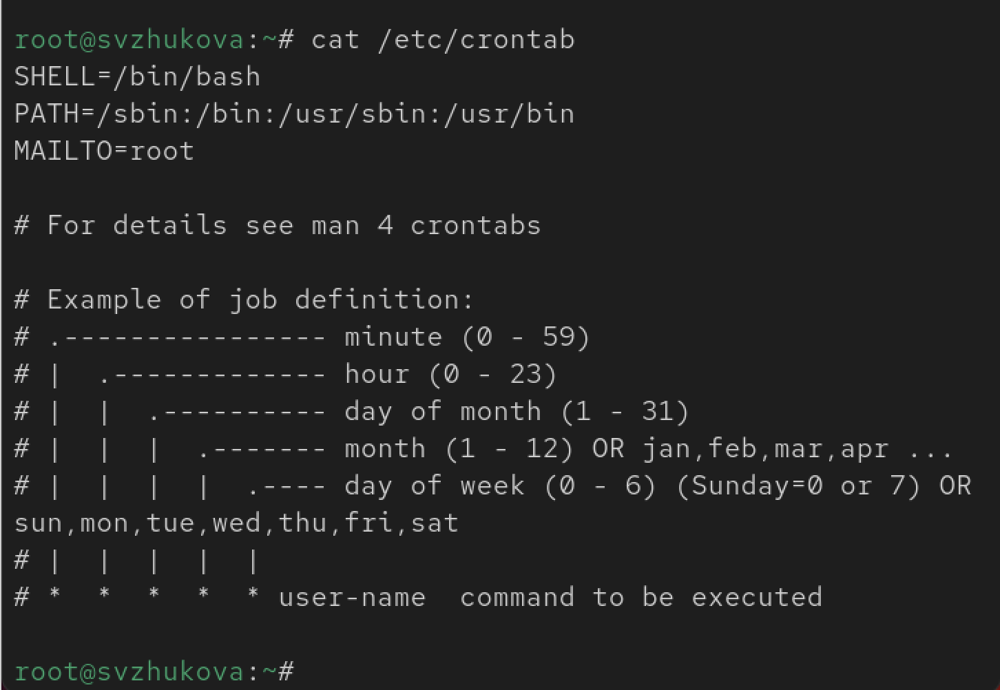 root@svzhukova:~# cat /etc/crontab
SHELL=/bin/bash
PATH=/sbin:/bin:/usr/sbin:/usr/bin
MAILTO=root

# For details see man 4 crontabs

# Example of job definition:
# .---------------- minute (0 - 59)
# |  .------------- hour (0 - 23)
# |  |  .---------- day of month (1 - 31)
# |  |  |  .------- month (1 - 12) OR jan,feb,mar,apr ...
# |  |  |  |  .---- day of week (0 - 6) (Sunday=0 or 7) OR
sun,mon,tue,wed,thu,fri,sat
# |  |  |  |  |
# *  *  *  *  * user-name  command to be executed

root@svzhukova:~#